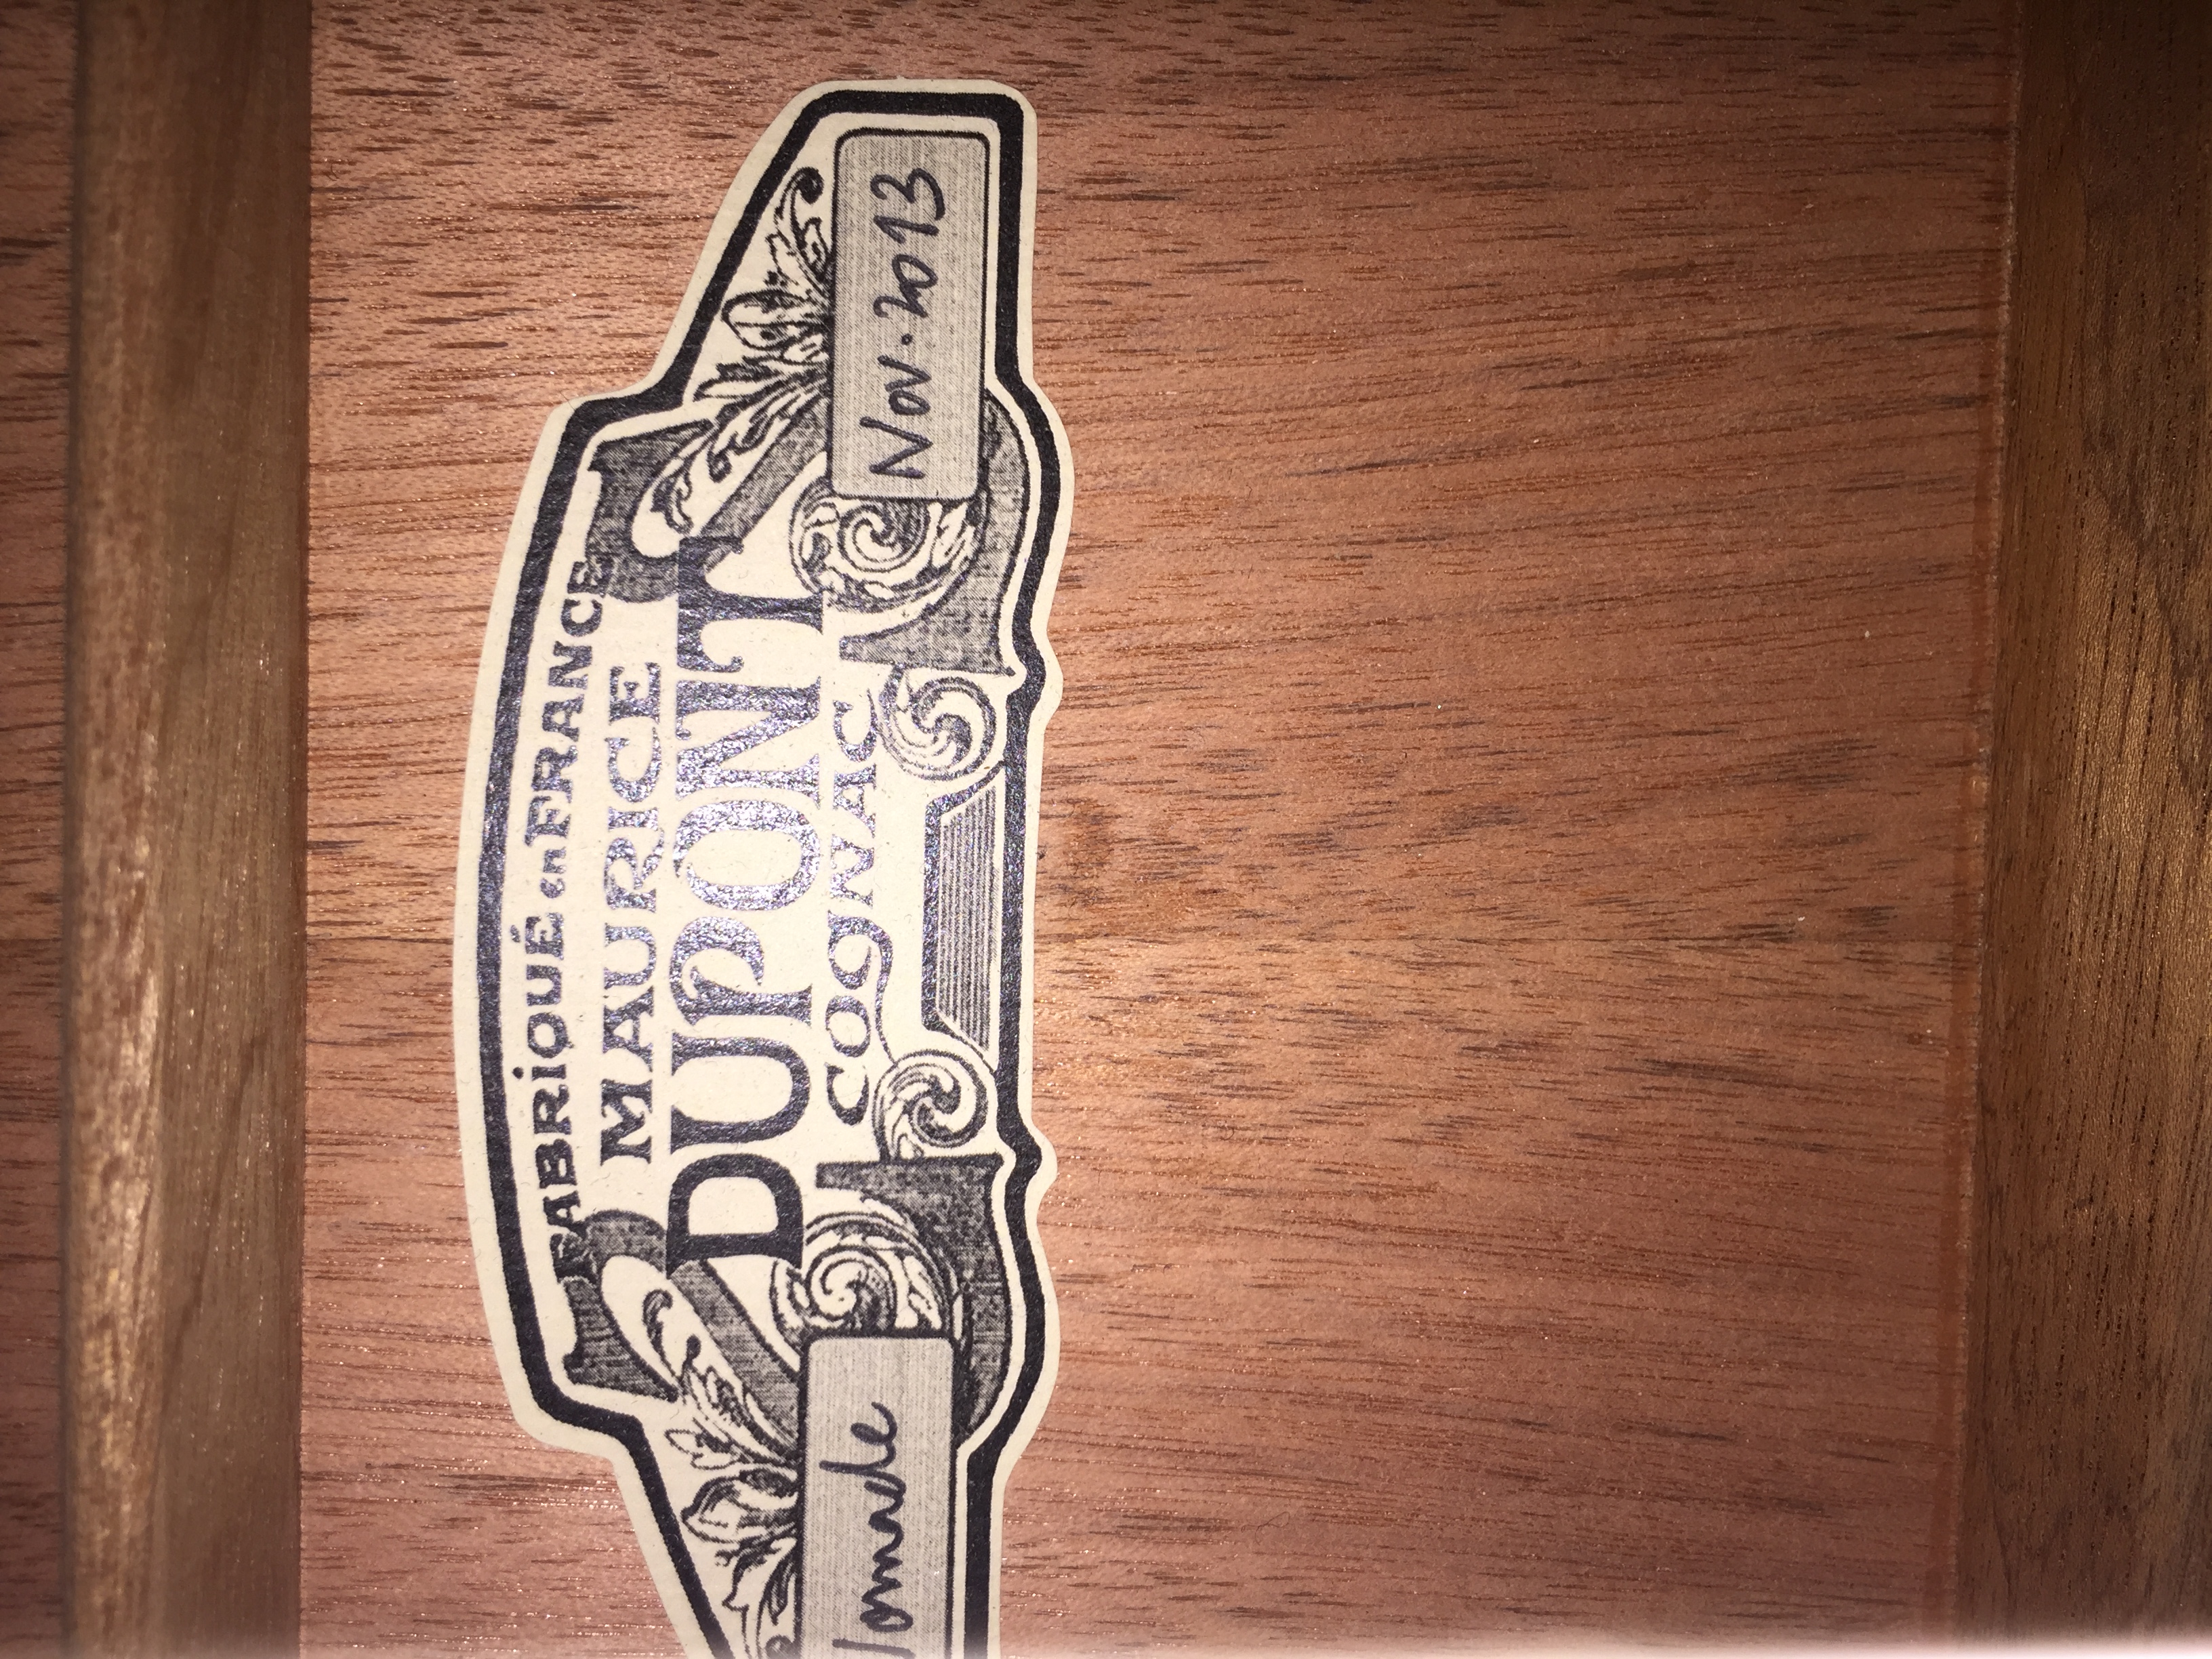 FABRiQUÉ en FRANCE
MAURICE
DUPONT
COGNAC
Nov. 2013